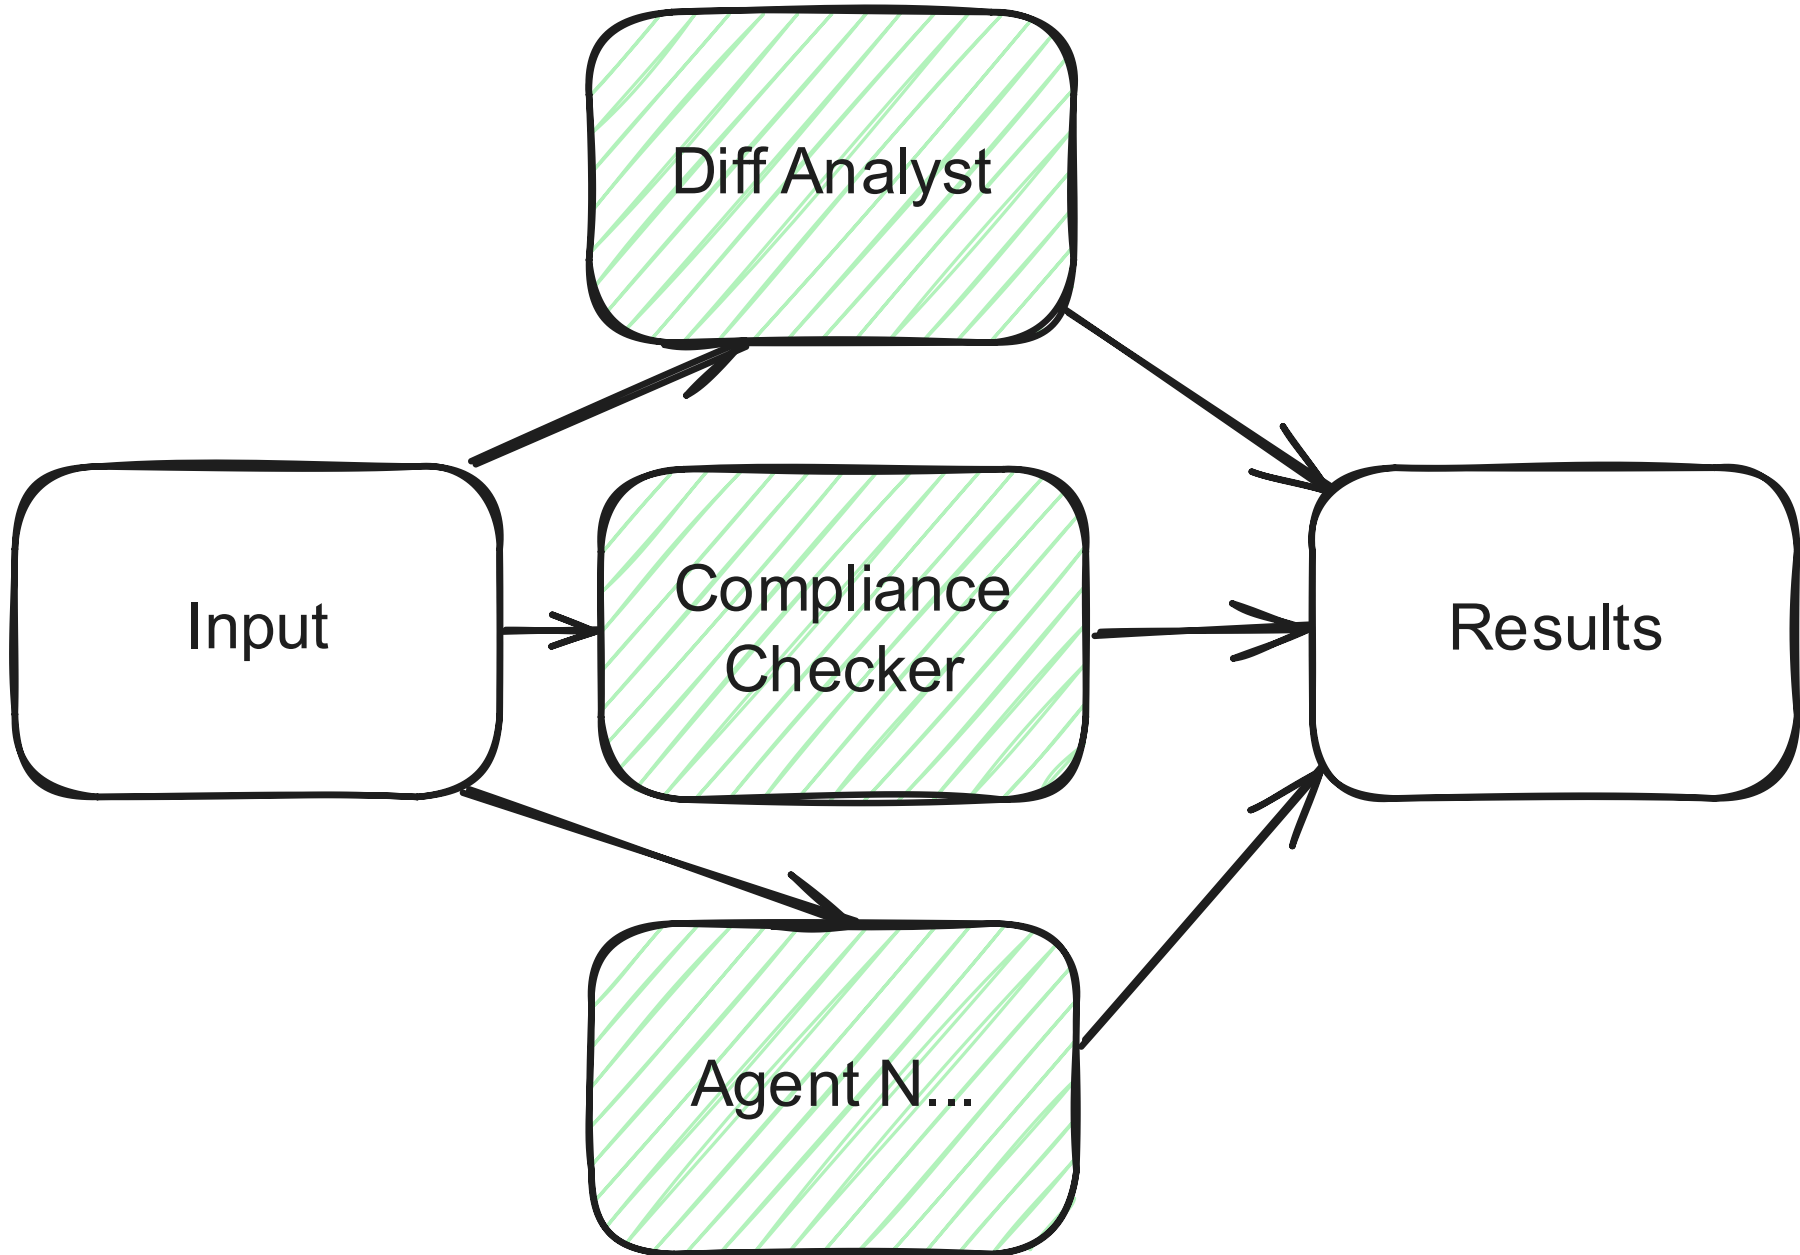 Diff Analyst
Input
Compliance
Checker
Results
Agent N...